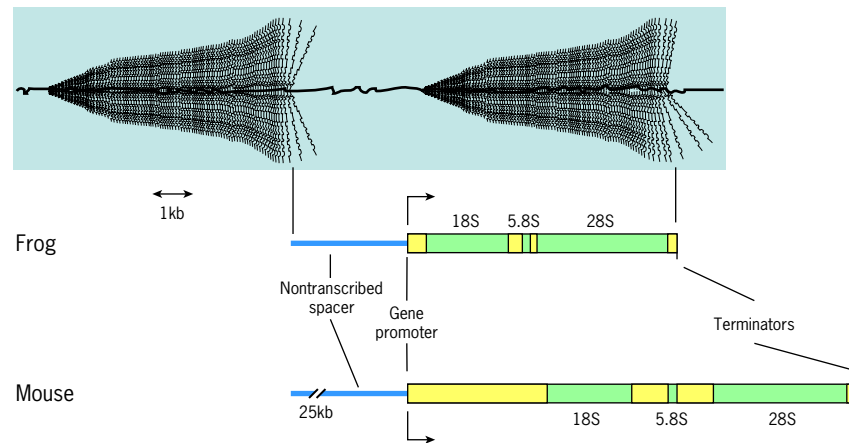 1kb
18S 5.8S 28S
Frog
Nontranscribed
spacer
Gene
promoter
Terminators
Mouse
25kb
18S 5.8S 28S